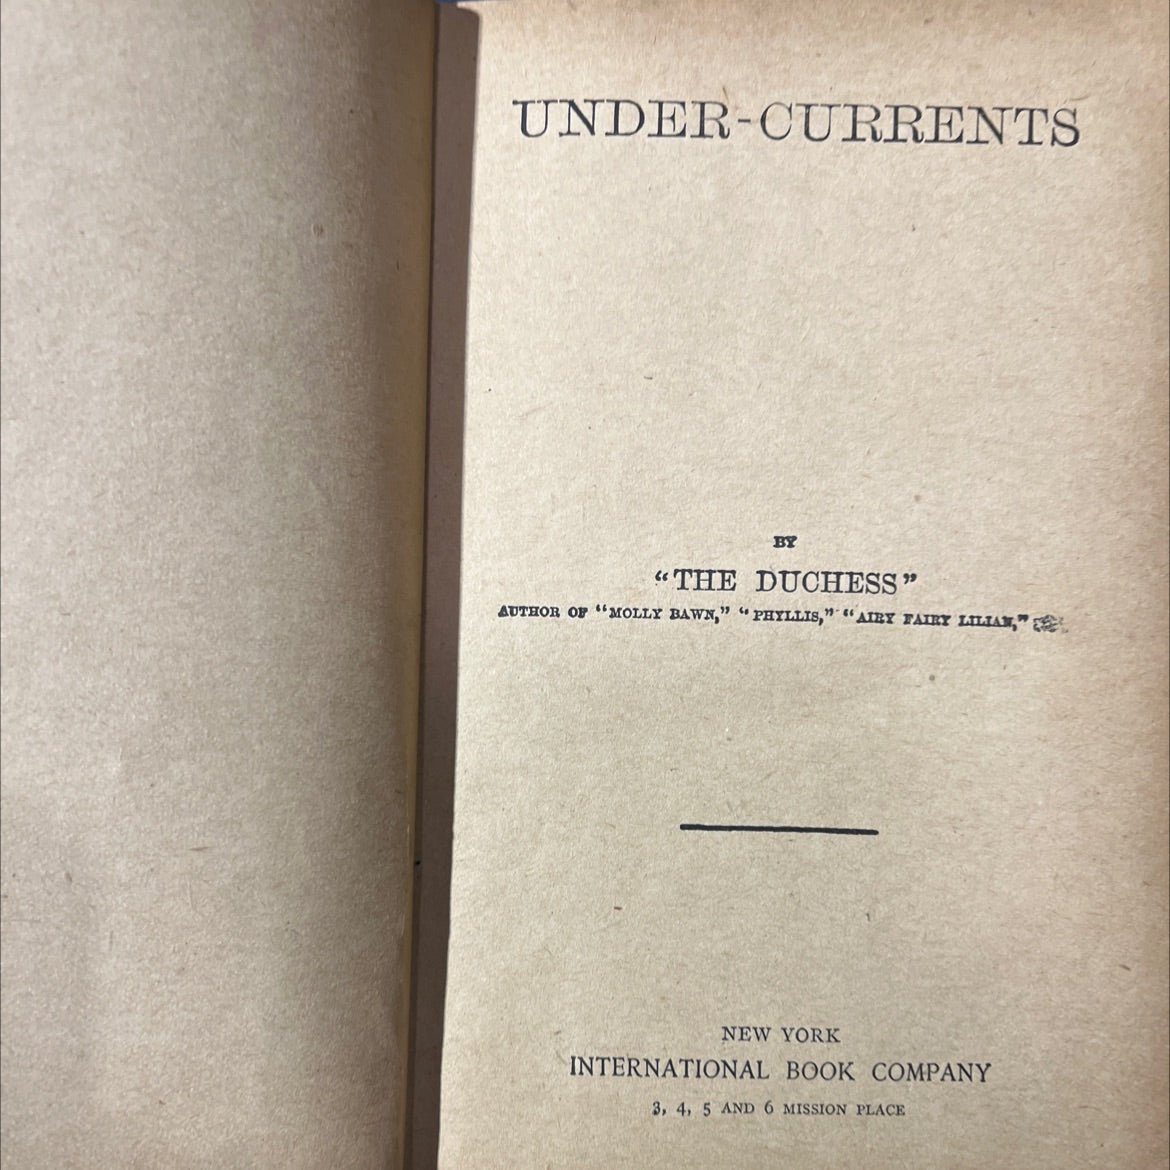 UNDER-CURRENTS
BY
“THE DUCHESS”
AUTHOR OF “MOLLY BAWN,” “PHYLLIS,” “AIRY FAIRY LILIAN,”
NEW YORK
INTERNATIONAL BOOK COMPANY
3, 4, 5 AND 6 MISSION PLACE